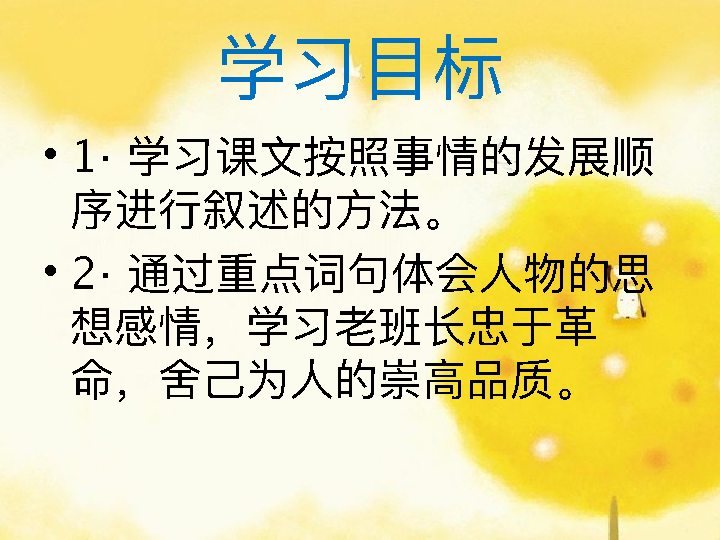 学习目标
• 1· 学习课文按照事情的发展顺
序进行叙述的方法。
• 2· 通过重点词句体会人物的思
想感情，学习老班长忠于革
命，舍己为人的崇高品质。